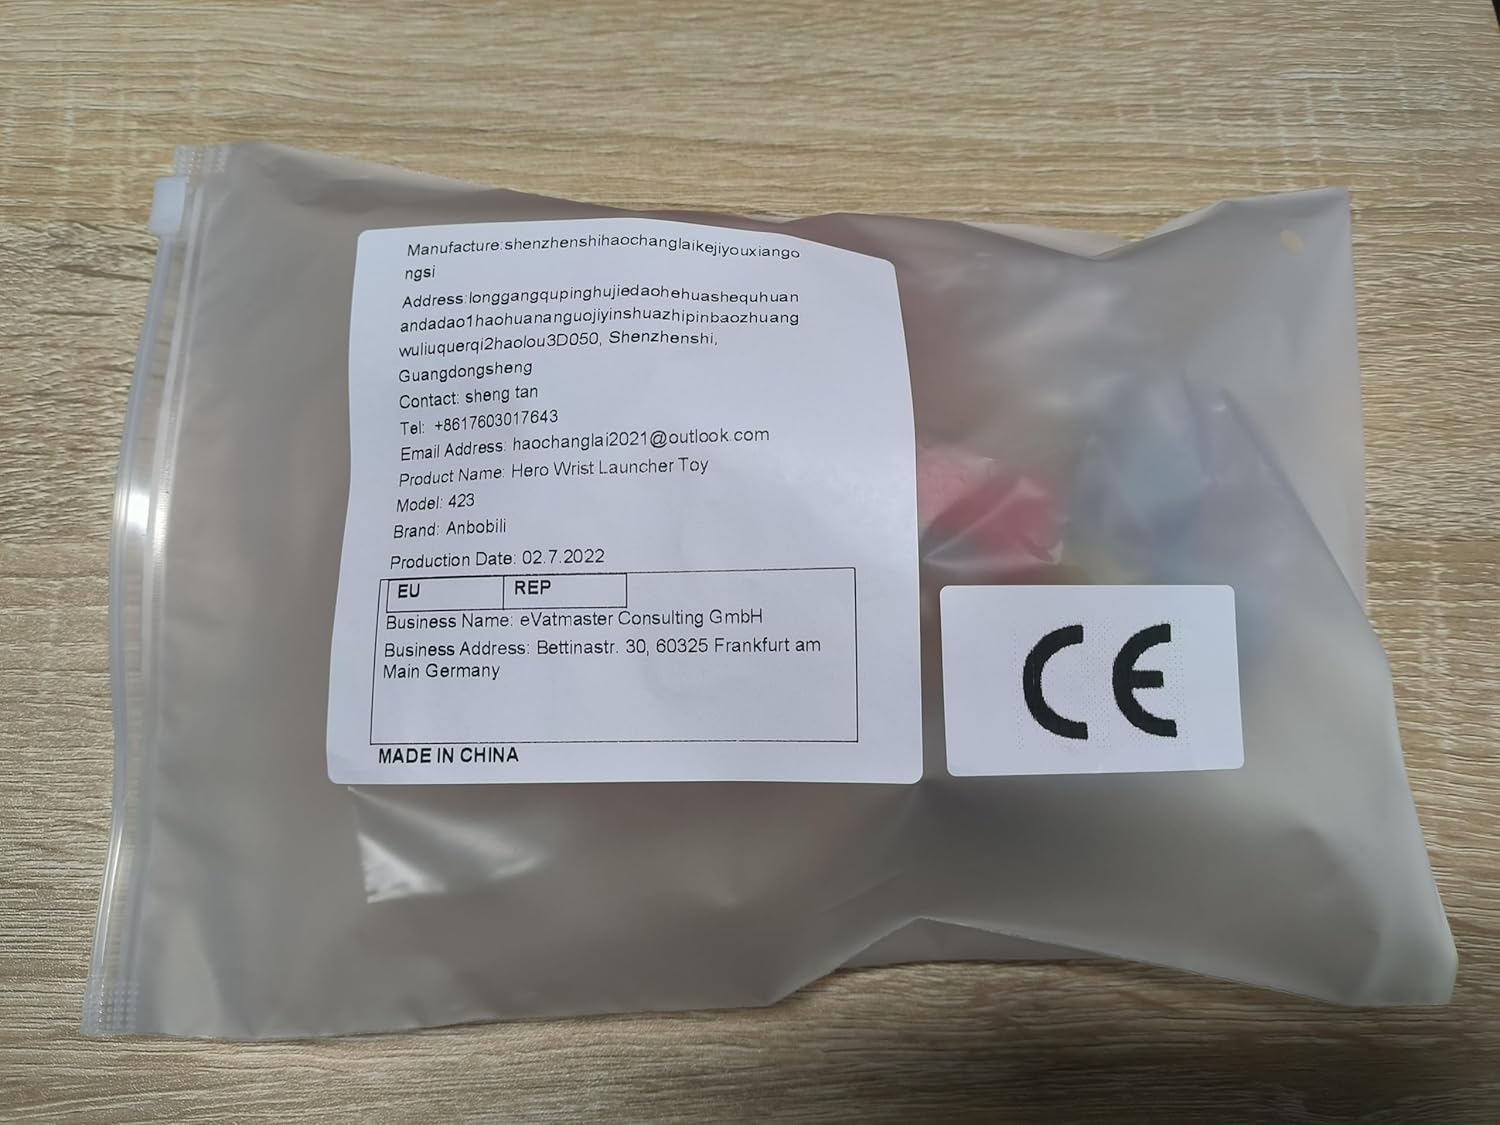 Manufacture:shenzhenshihaochanglaikejiyouxiango
ngsi
Address:longgangqupinghujiedaohehuashequhuan
andadao1haohuananguojiyinshuazhipinbaozhuang
wuliuquerqi2haolou3D050, Shenzhenshi,
Guangdongsheng
Contact: sheng tan
Tel: +8617603017643
Email Address: haochanglai2021@outlook.com
Product Name: Hero Wrist Launcher Toy
Model: 423
Brand: Anbobili
Production Date: 02.7.2022
EU REP
Business Name: eVatmaster Consulting GmbH
Business Address: Bettinastr. 30, 60325 Frankfurt am
Main Germany
MADE IN CHINA
CE